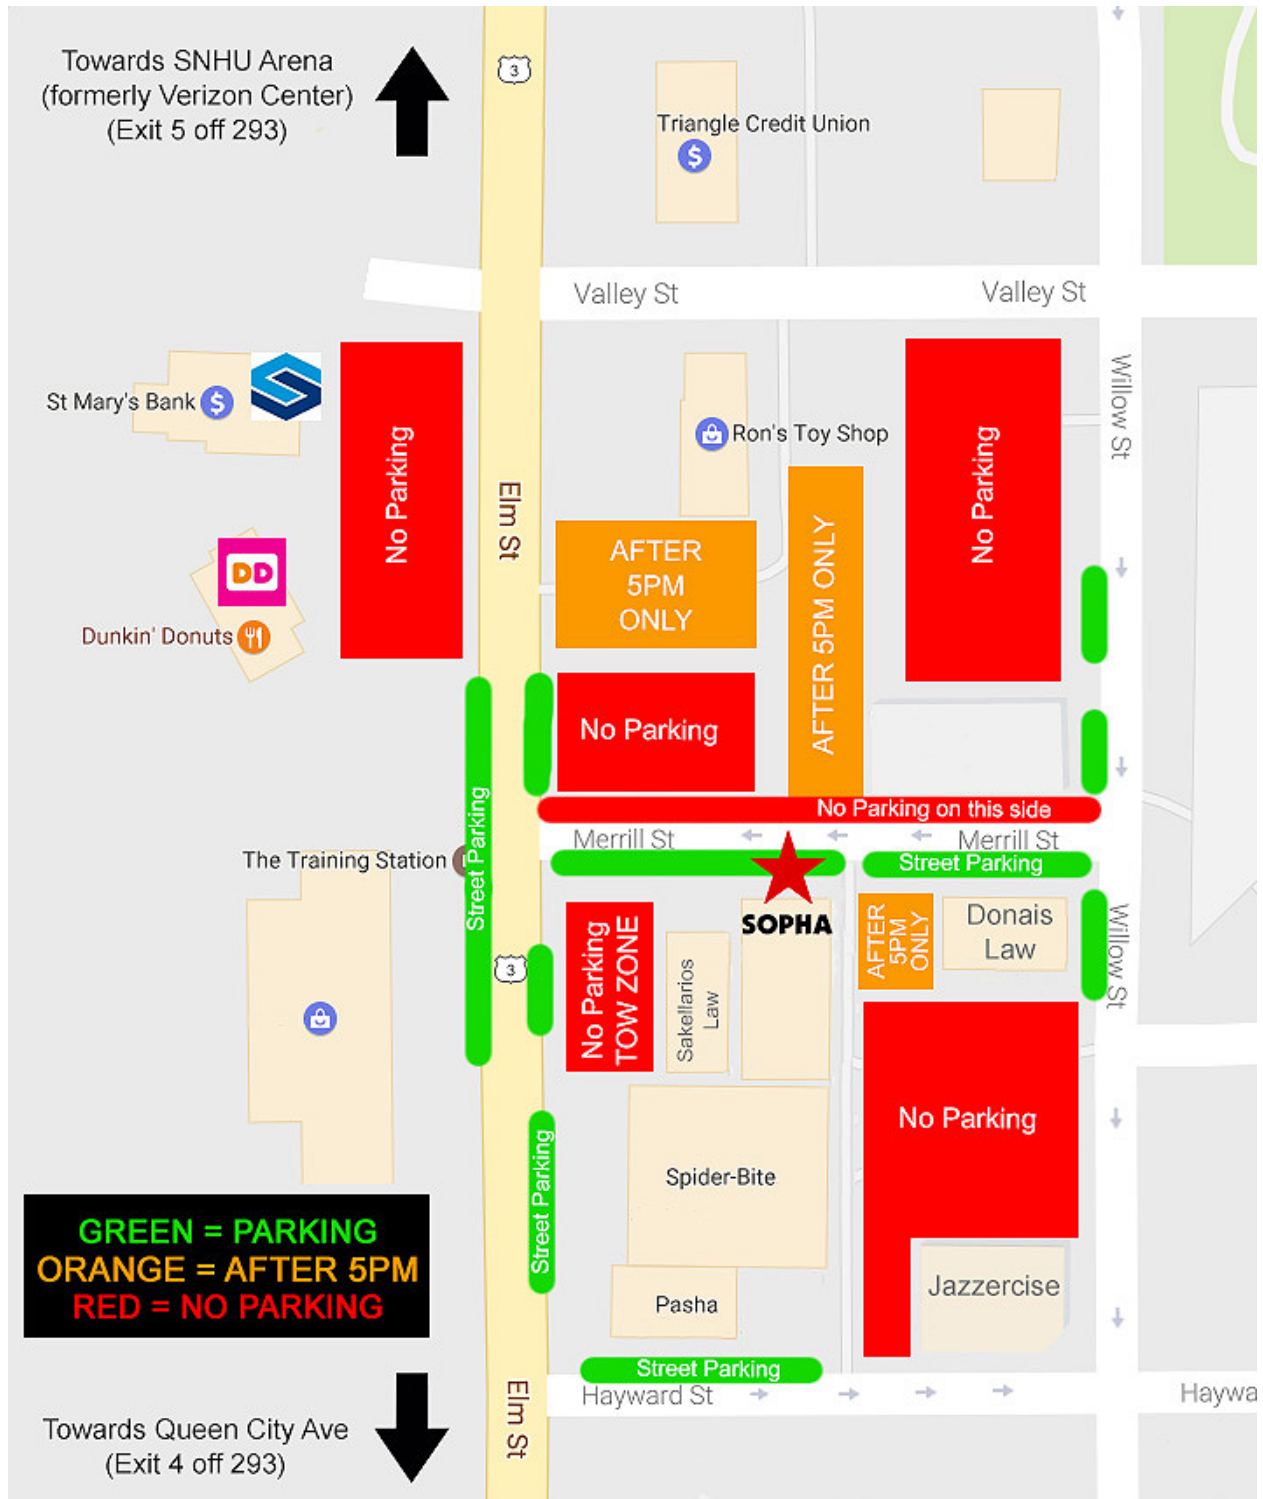 Towards SNHU Arena
(formerly Verizon Center)
(Exit 5 off 293)
3
Triangle Credit Union
$
Valley St
Valley St
St Mary's Bank
$
No Parking
Elm St
Ron's Toy Shop
No Parking
Willow St
AFTER
5PM
ONLY
AFTER 5PM ONLY
DD
Dunkin' Donuts
No Parking
No Parking on this side
Merrill St
Merrill St
The Training Station
Street Parking
Street Parking
SOPHA
No Parking
TOW ZONE
Sakellarios
Law
AFTER
5PM
ONLY
Donais
Law
Willow St
3
No Parking
Spider-Bite
Street Parking
Pasha
Jazzercise
GREEN = PARKING
ORANGE = AFTER 5PM
RED = NO PARKING
Street Parking
Hayward St
Haywa
Elm St
Towards Queen City Ave
(Exit 4 off 293)